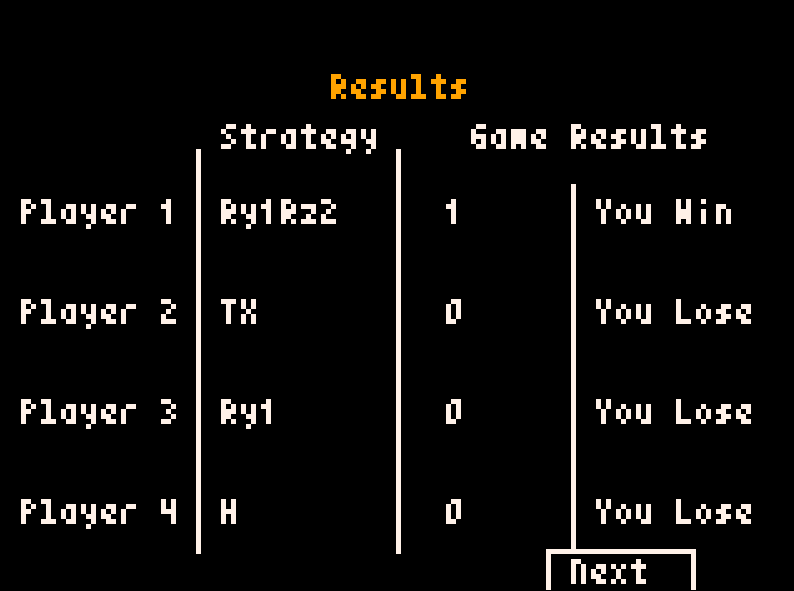 Results
Strategy Game Results
Player 1 Ry1Rz2 1 You Win
Player 2 TX 0 You Lose
Player 3 Ry1 0 You Lose
Player 4 H 0 You Lose
Next